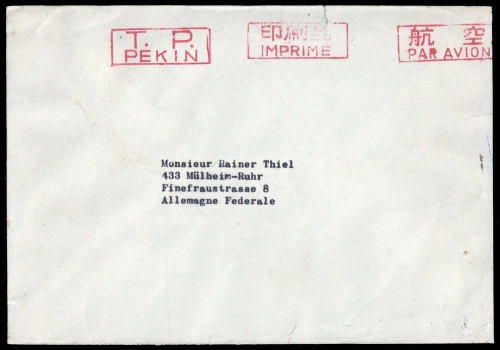 T. P.
PEKIN
印刷品
IMPRIME
航 空
PAR AVION
Monsieur Rainer Thiel
433 Mülheim-Ruhr
Finefraustrasse 8
Allemagne Federale